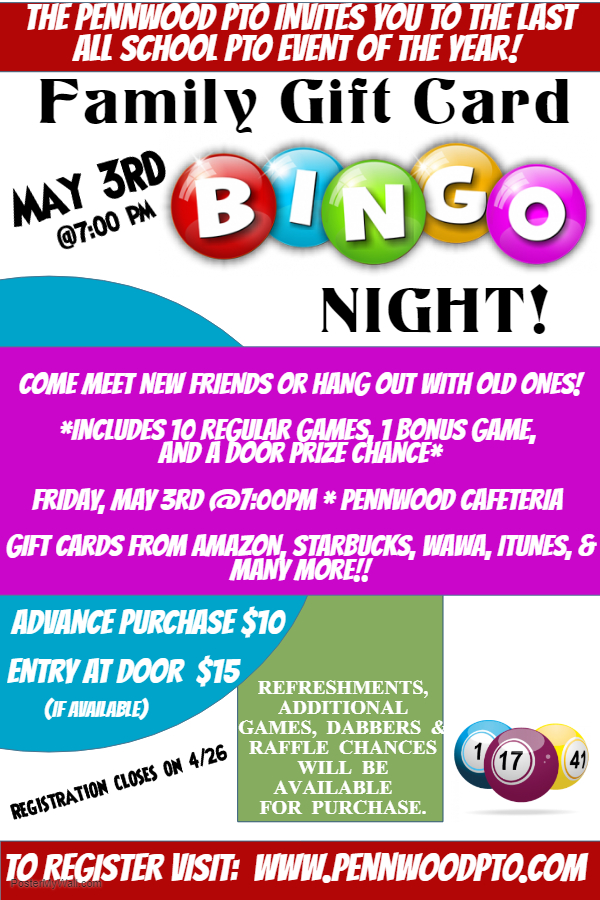 THE PENNWOOD PTO INVITES YOU TO THE LAST
ALL SCHOOL PTO EVENT OF THE YEAR!
Family Gift Card
MAY 3RD
@7:00 PM
BINGO
NIGHT!
COME MEET NEW FRIENDS OR HANG OUT WITH OLD ONES!
*INCLUDES 10 REGULAR GAMES, 1 BONUS GAME,
AND A DOOR PRIZE CHANCE*
FRIDAY, MAY 3RD @7:00PM * PENNWOOD CAFETERIA
GIFT CARDS FROM AMAZON, STARBUCKS, WAWA, ITUNES, &
MANY MORE!!
ADVANCE PURCHASE $10
ENTRY AT DOOR $15
(IF AVAILABLE)
REGISTRATION CLOSES ON 4/26
REFRESHMENTS,
ADDITIONAL
GAMES, DABBERS &
RAFFLE CHANCES
WILL BE
AVAILABLE
FOR PURCHASE.
1 17 41
TO REGISTER VISIT: WWW.PENNWOODPTO.COM
PosterMyWall.com